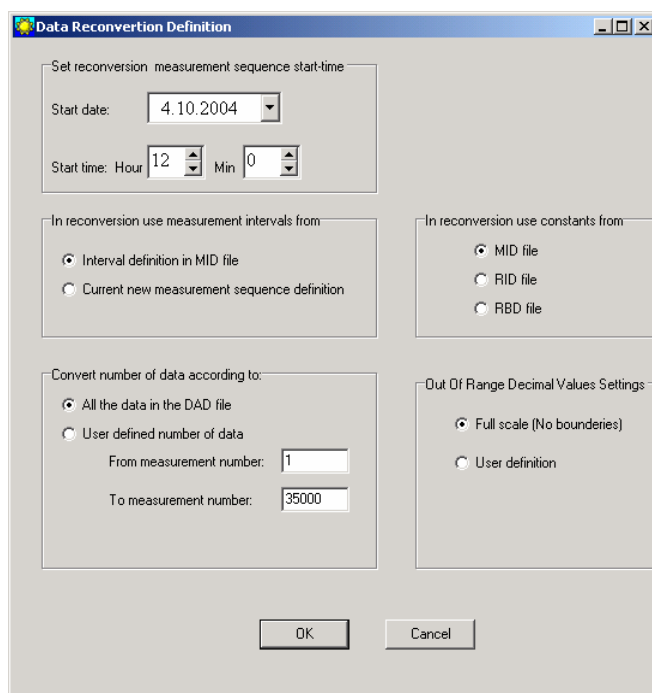 Data Reconvertion Definition
Set reconversion measurement sequence start-time
Start date: 4.10.2004
Start time: Hour 12 Min 0
In reconversion use measurement intervals from
Interval definition in MID file
Current new measurement sequence definition
In reconversion use constants from
MID file
RID file
RBD file
Convert number of data according to:
All the data in the DAD file
User defined number of data
From measurement number: 1
To measurement number: 35000
Out Of Range Decimal Values Settings
Full scale (No bounderies)
User definition
OK Cancel